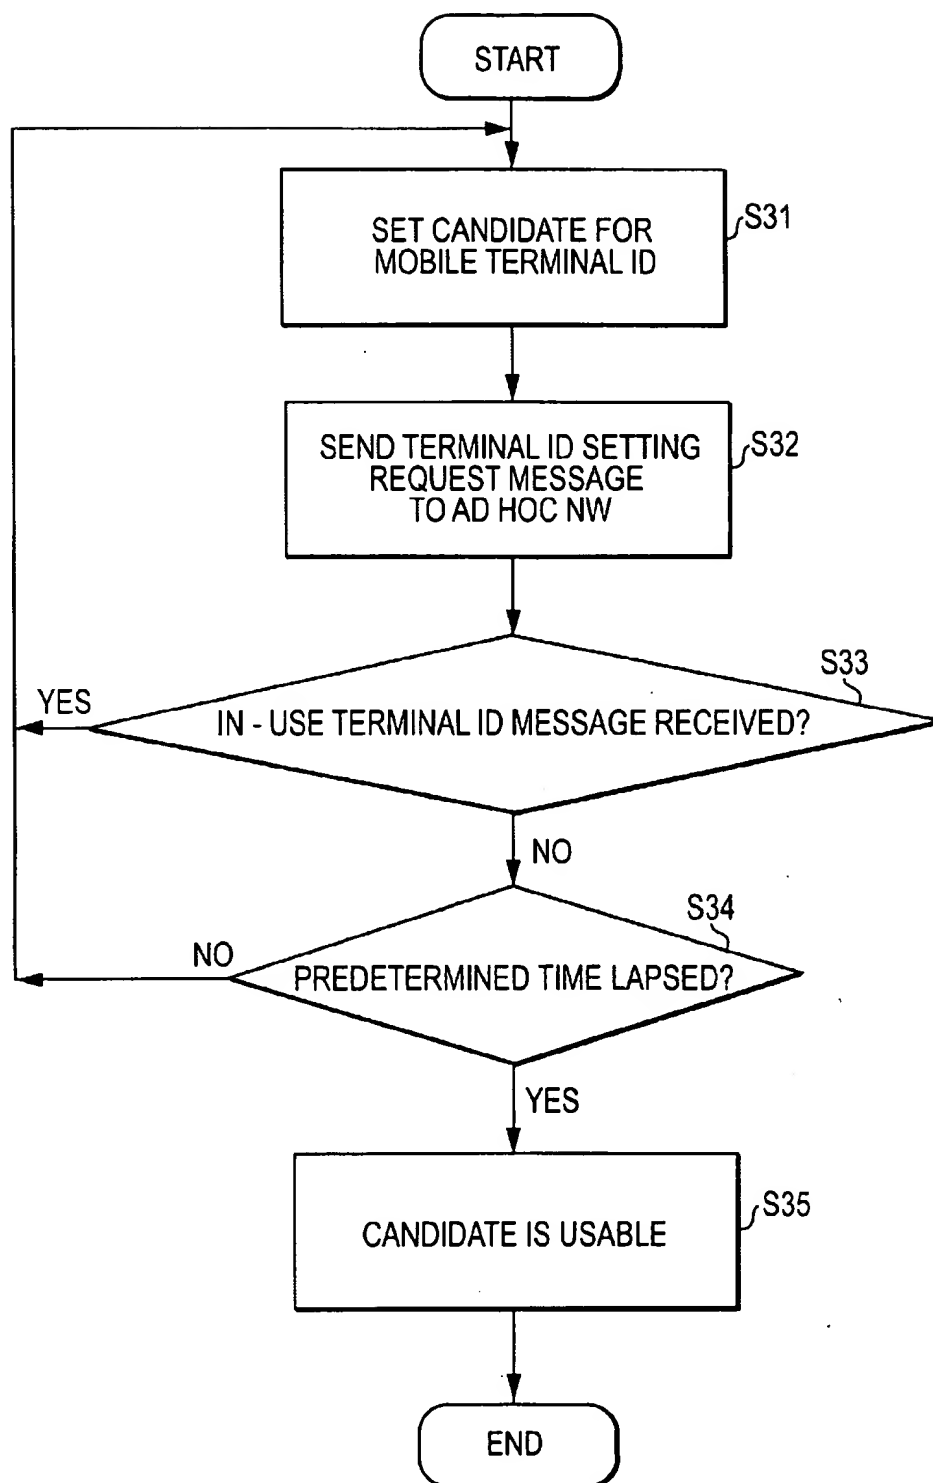 START
SET CANDIDATE FOR
MOBILE TERMINAL ID
S31
SEND TERMINAL ID SETTING
REQUEST MESSAGE
TO AD HOC NW
S32
S33
YES
IN - USE TERMINAL ID MESSAGE RECEIVED?
NO
S34
NO
PREDETERMINED TIME LAPSED?
YES
CANDIDATE IS USABLE
S35
END